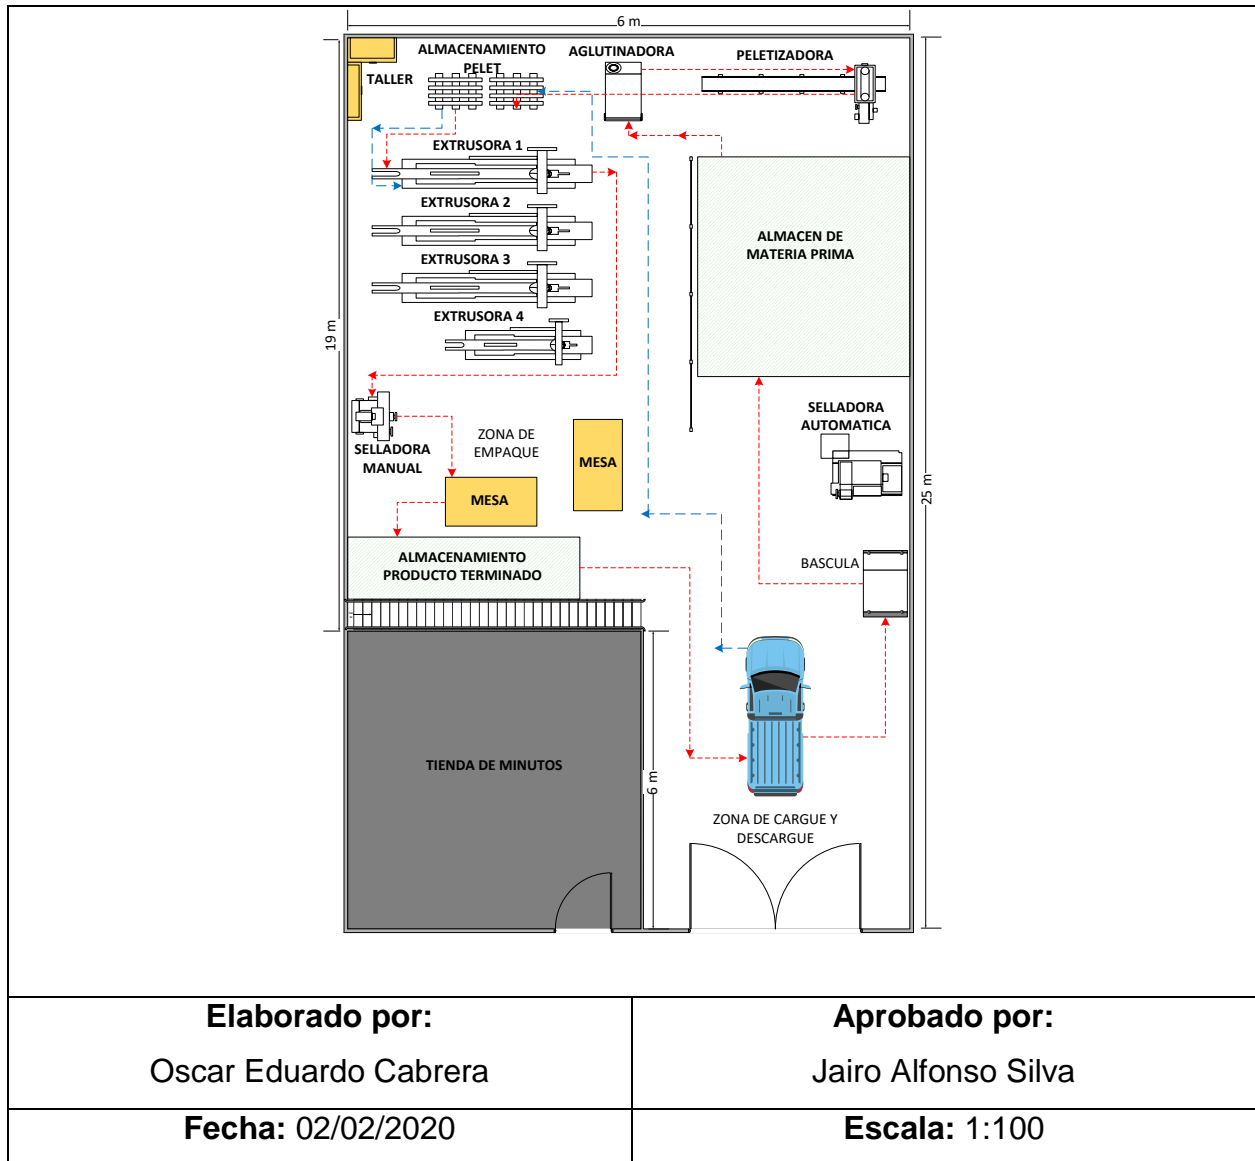 6 m
ALMACENAMIENTO
PELET
AGLUTINADORA
PELETIZADORA
TALLER
EXTRUSORA 1
EXTRUSORA 2
EXTRUSORA 3
EXTRUSORA 4
ALMACEN DE
MATERIA PRIMA
19 m
SELLADORA
AUTOMATICA
ZONA DE
EMPAQUE
SELLADORA
MANUAL
MESA
MESA
25 m
ALMACENAMIENTO
PRODUCTO TERMINADO
BASCULA
TIENDA DE MINUTOS
6 m
ZONA DE CARGUE Y
DESCARGUE
Elaborado por:
Oscar Eduardo Cabrera
Aprobado por:
Jairo Alfonso Silva
Fecha: 02/02/2020
Escala: 1:100